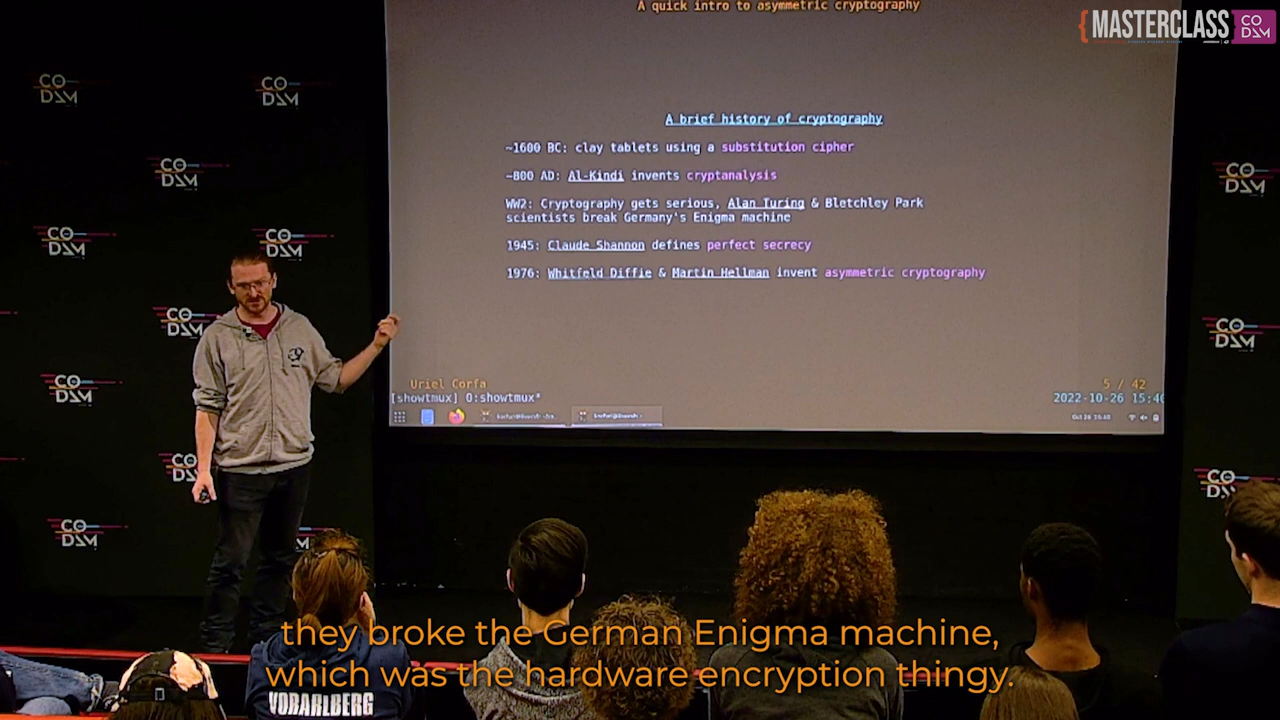 A quick intro to asymmetric cryptography
{MASTERCLASS
CO
D2M
A brief history of cryptography
~1600 BC: clay tablets using a substitution cipher
~800 AD: Al-Kindi invents cryptanalysis
WW2: Cryptography gets serious, Alan Turing & Bletchley Park
scientists break Germany's Enigma machine
1945: Claude Shannon defines perfect secrecy
1976: Whitfeld Diffie & Martin Hellman invent asymmetric cryptography
Uriel Corfa
5 / 42
[showtmux] 0:showtmux*
2022-10-26 15:40
they broke the German Enigma machine,
which was the hardware encryption thingy.
VORARLBERG